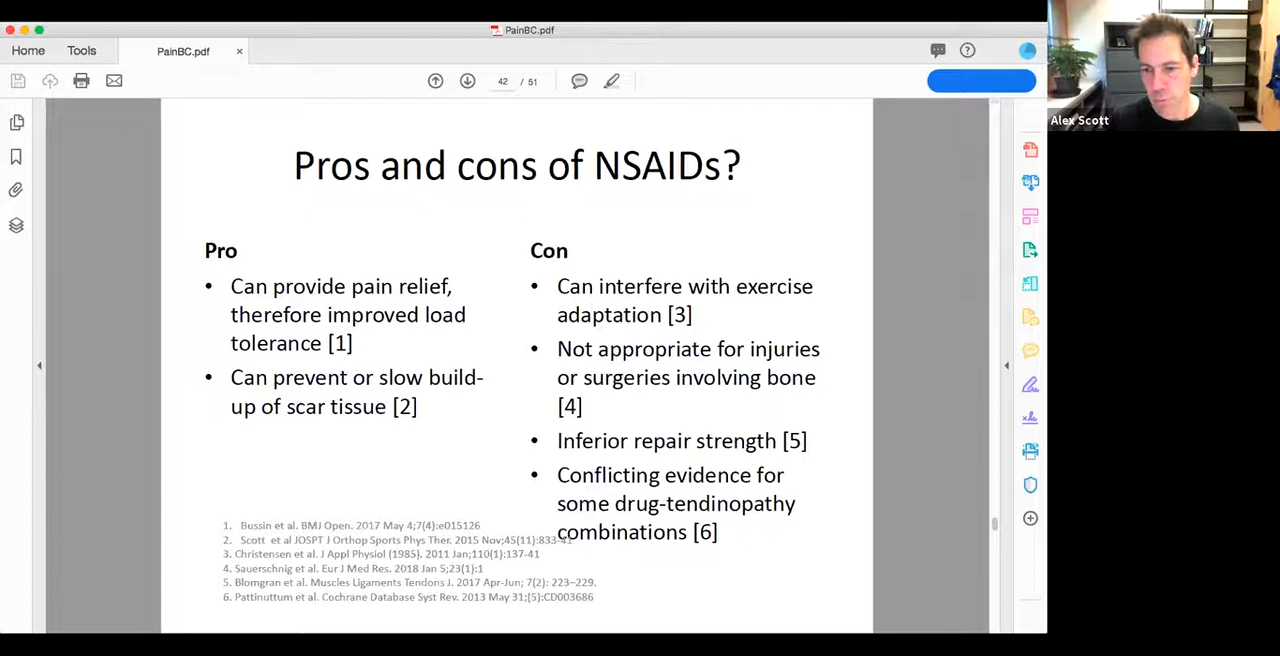 PainBC.pdf
Home
Tools
PainBC.pdf
×
42 / 51
Alex Scott
Pros and cons of NSAIDs?
Pro
• Can provide pain relief,
therefore improved load
tolerance [1]
• Can prevent or slow build-
up of scar tissue [2]
Con
• Can interfere with exercise
adaptation [3]
• Not appropriate for injuries
or surgeries involving bone
[4]
• Inferior repair strength [5]
• Conflicting evidence for
some drug-tendinopathy
combinations [6]
1. Bussin et al. BMJ Open. 2017 May 4;7(4):e015126
2. Scott et al JOSPT J Orthop Sports Phys Ther. 2015 Nov;45(11):833-41
3. Christensen et al. J Appl Physiol (1985). 2011 Jan;110(1):137-41
4. Sauerschnig et al. Eur J Med Res. 2018 Jan 5;23(1):1
5. Blomgran et al. Muscles Ligaments Tendons J. 2017 Apr-Jun; 7(2): 223–229.
6. Pattinuttum et al. Cochrane Database Syst Rev. 2013 May 31;(5):CD003686